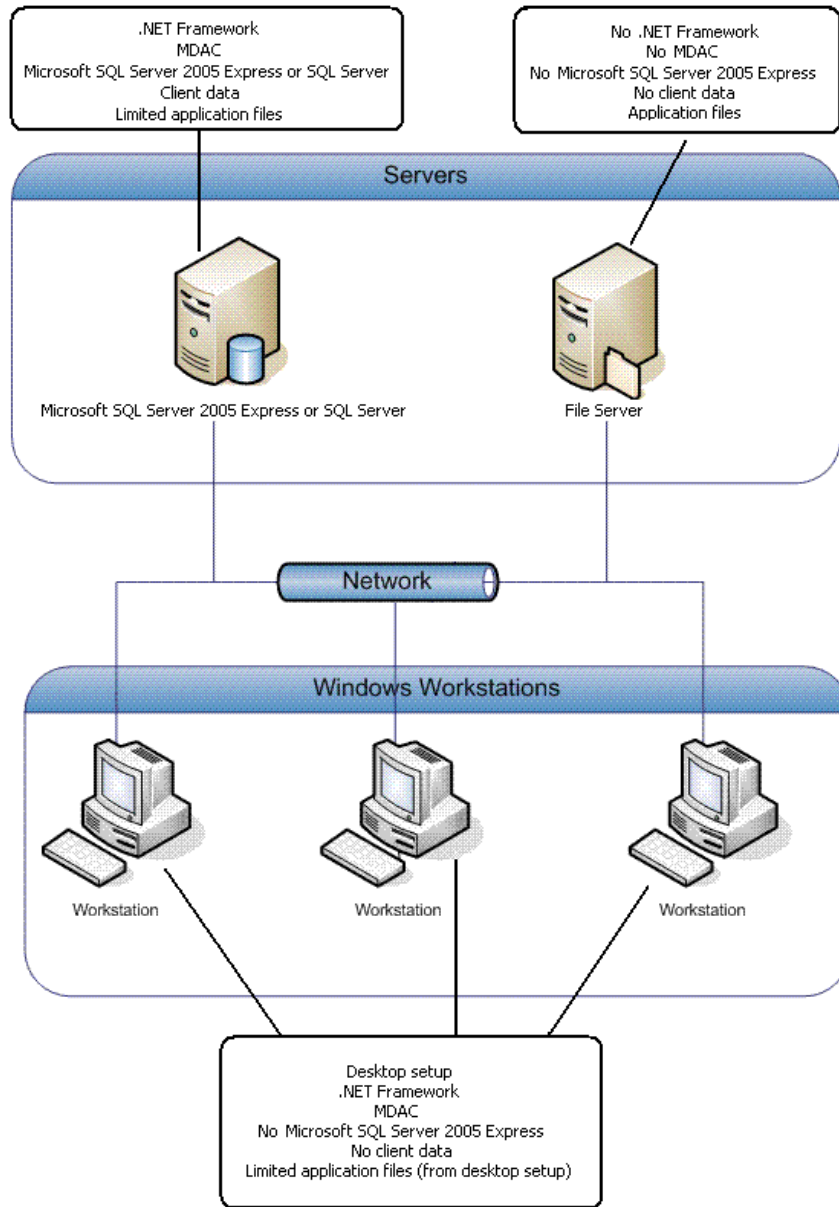 .NET Framework
MDAC
Microsoft SQL Server 2005 Express or SQL Server
Client data
Limited application files
No .NET Framework
No MDAC
No Microsoft SQL Server 2005 Express
No client data
Application files
Servers
Microsoft SQL Server 2005 Express or SQL Server
File Server
Network
Windows Workstations
Workstation
Workstation
Workstation
Desktop setup
.NET Framework
MDAC
No Microsoft SQL Server 2005 Express
No client data
Limited application files (from desktop setup)